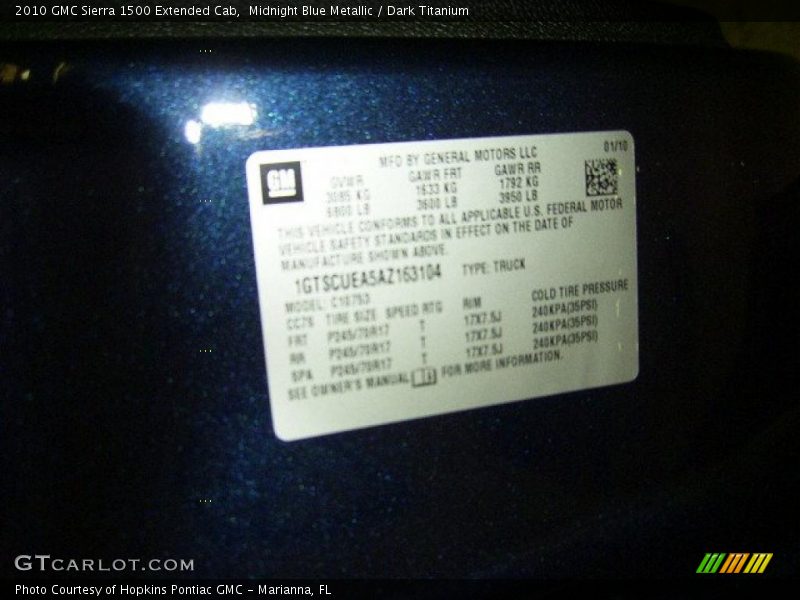 2010 GMC Sierra 1500 Extended Cab,  Midnight Blue Metallic / Dark Titanium
MFD BY GENERAL MOTORS LLC 01/10
GM
GVWR GAWR FRT GAWR RR
3085 KG 1633 KG 1792 KG
6800 LB 3600 LB 3950 LB
THIS VEHICLE CONFORMS TO ALL APPLICABLE U.S. FEDERAL MOTOR
VEHICLE SAFETY STANDARDS IN EFFECT ON THE DATE OF
MANUFACTURE SHOWN ABOVE.
1GTSCUEA5AZ163104 TYPE: TRUCK
MODEL: C10753
CC78 TIRE SIZE SPEED RTG RIM COLD TIRE PRESSURE
FRT P245/70R17 T 17X7.5J 240KPA(35PSI)
RR P245/70R17 T 17X7.5J 240KPA(35PSI)
SPA P245/70R17 T 17X7.5J 240KPA(35PSI)
SEE OWNER'S MANUAL FOR MORE INFORMATION.
GTCARLOT.COM
Photo Courtesy of Hopkins Pontiac GMC - Marianna, FL